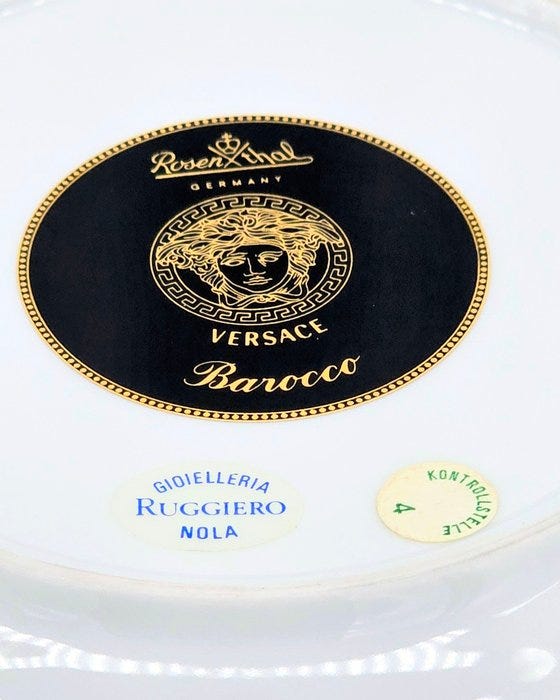 Rosenthal
GERMANY
VERSACE
Barocco
GIOIELLERIA
RUGGIERO
NOLA
KONTROLLSTELLE
4